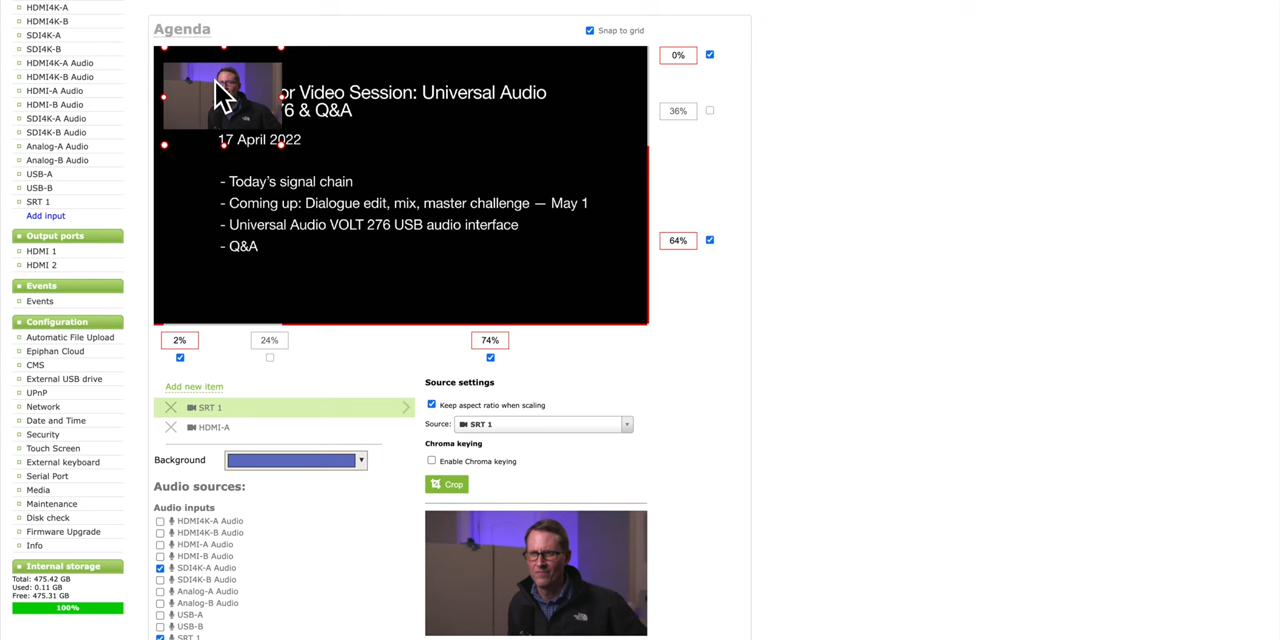 HDMI4K-A
HDMI4K-B
SDI4K-A
SDI4K-B
HDMI4K-A Audio
HDMI4K-B Audio
HDMI-A Audio
HDMI-B Audio
SDI4K-A Audio
SDI4K-B Audio
Analog-A Audio
Analog-B Audio
USB-A
USB-B
SRT 1
Add input
Output ports
HDMI 1
HDMI 2
Events
Events
Configuration
Automatic File Upload
Epiphan Cloud
CMS
External USB drive
UPnP
Network
Date and Time
Security
Touch Screen
External keyboard
Serial Port
Media
Maintenance
Disk check
Firmware Upgrade
Info
Internal storage
Total: 475.42 GB
Used: 0.11 GB
Free: 475.31 GB
100%
Agenda
Snap to grid
or Video Session: Universal Audio
76 & Q&A
17 April 2022
- Today's signal chain
- Coming up: Dialogue edit, mix, master challenge — May 1
- Universal Audio VOLT 276 USB audio interface
- Q&A
0%
36%
64%
2%
24%
74%
Add new item
SRT 1
HDMI-A
Background
Audio sources:
Audio inputs
HDMI4K-A Audio
HDMI4K-B Audio
HDMI-A Audio
HDMI-B Audio
SDI4K-A Audio
SDI4K-B Audio
Analog-A Audio
Analog-B Audio
USB-A
USB-B
SRT 1
Source settings
Keep aspect ratio when scaling
Source: SRT 1
Chroma keying
Enable Chroma keying
Crop